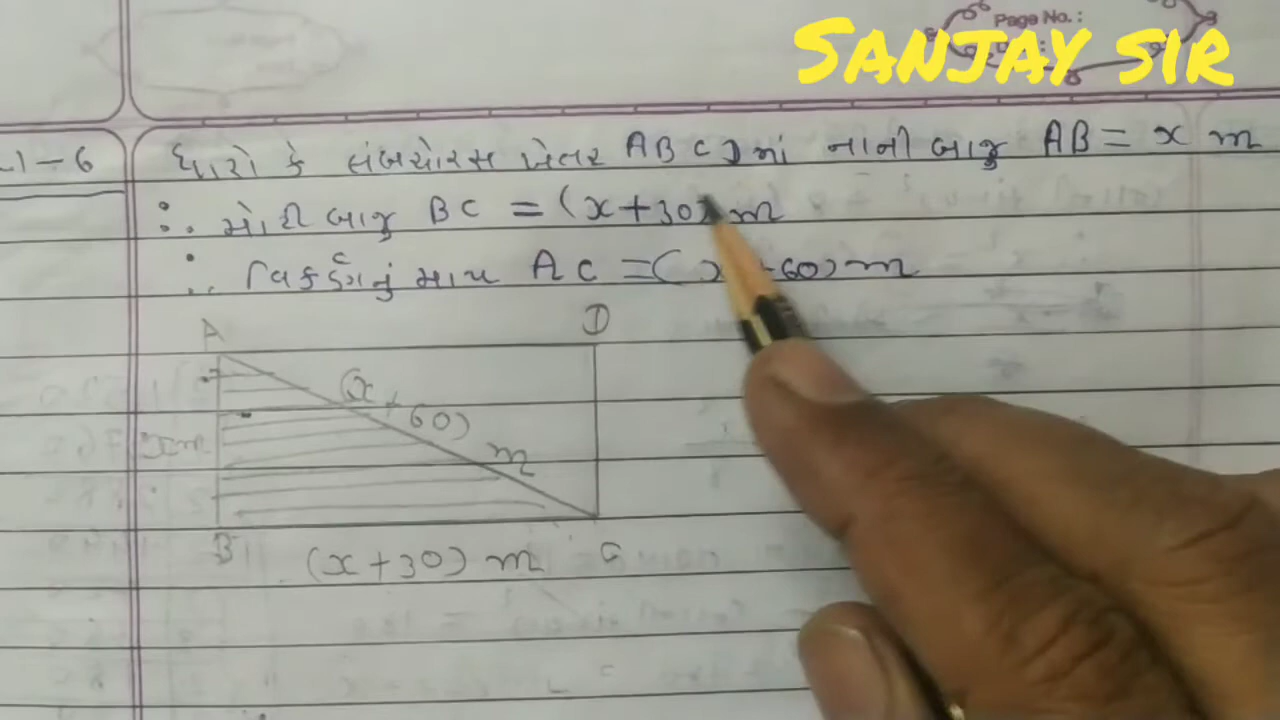 Page No. :
SANJAY SIR
-1-6
ધારો કે લંબચોરસ ખેતર ABCD માં નાની બાજુ AB = x m
∴ મોટી બાજુ BC = (x+30) m
∴ વિકર્ણનું માપ AC = (x+60) m
A
D
(x+60) m
xm
B
(x+30) m
C